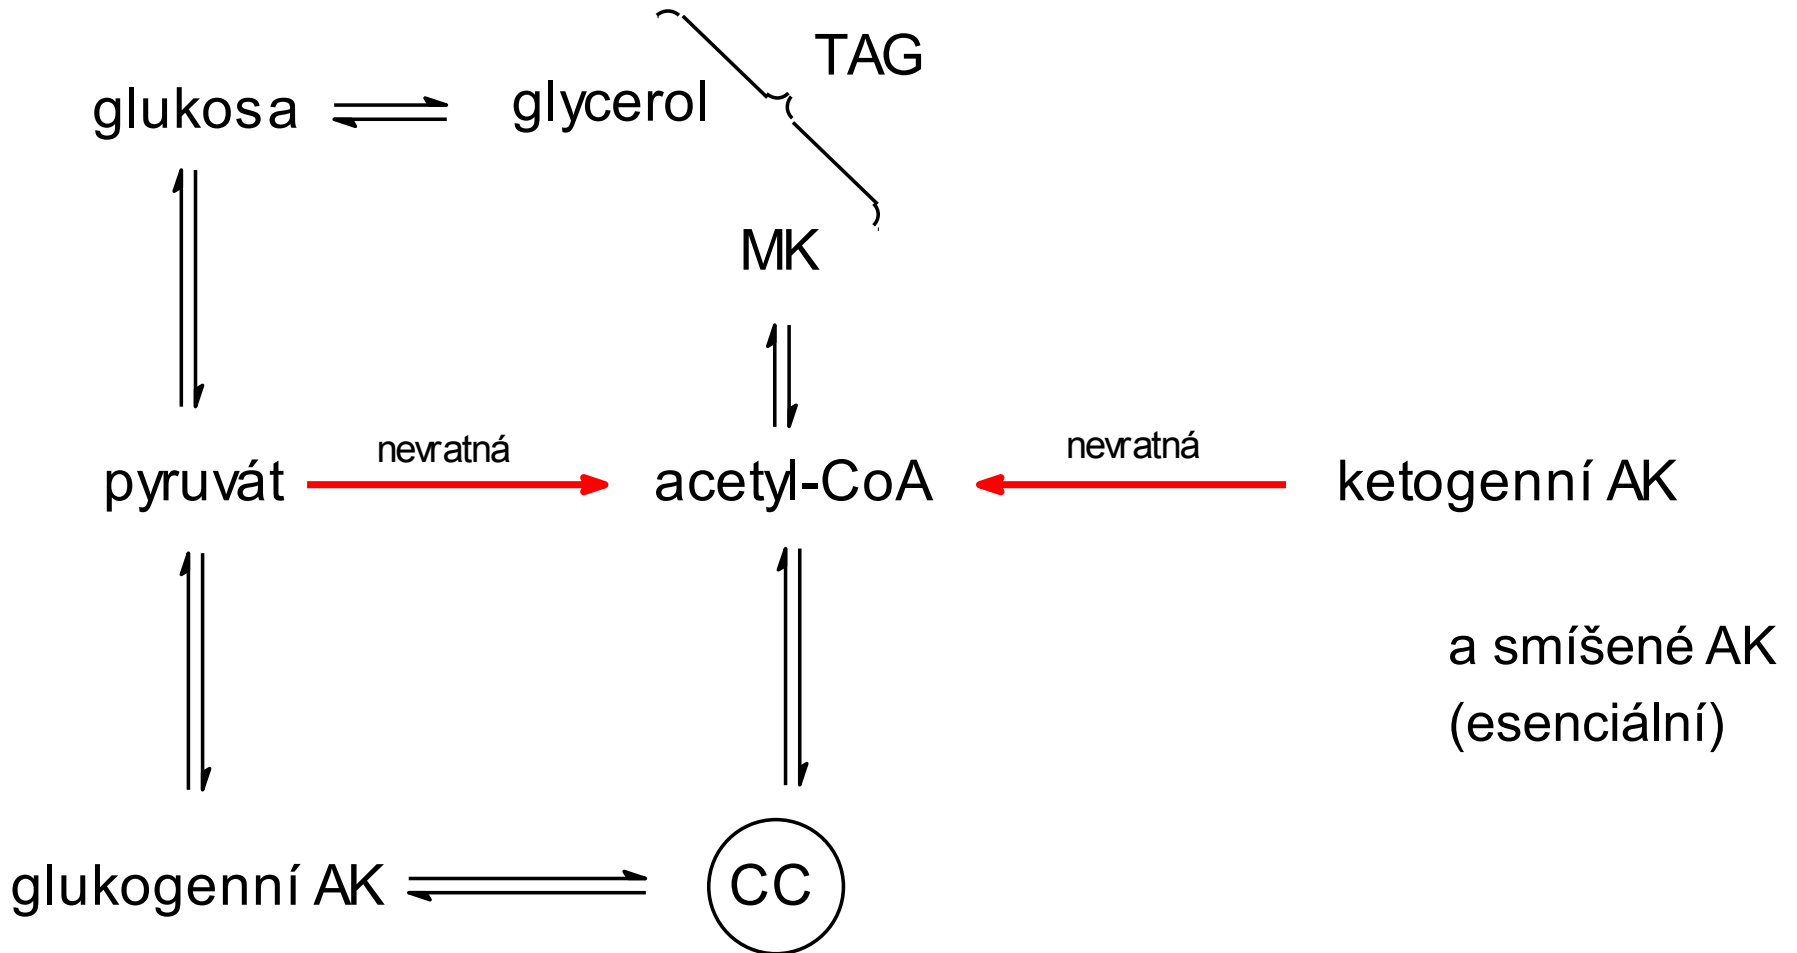 TAG
glukosa
glycerol
MK
nevratná
nevratná
pyruvát
acetyl-CoA
ketogenní AK
a smíšené AK
(esenciální)
glukogenní AK
CC